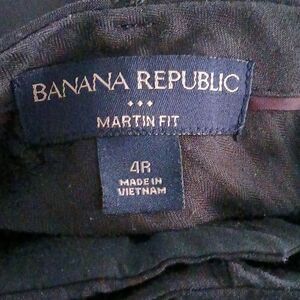 BANANA REPUBLIC
MARTIN FIT
4R
MADE IN
VIETNAM